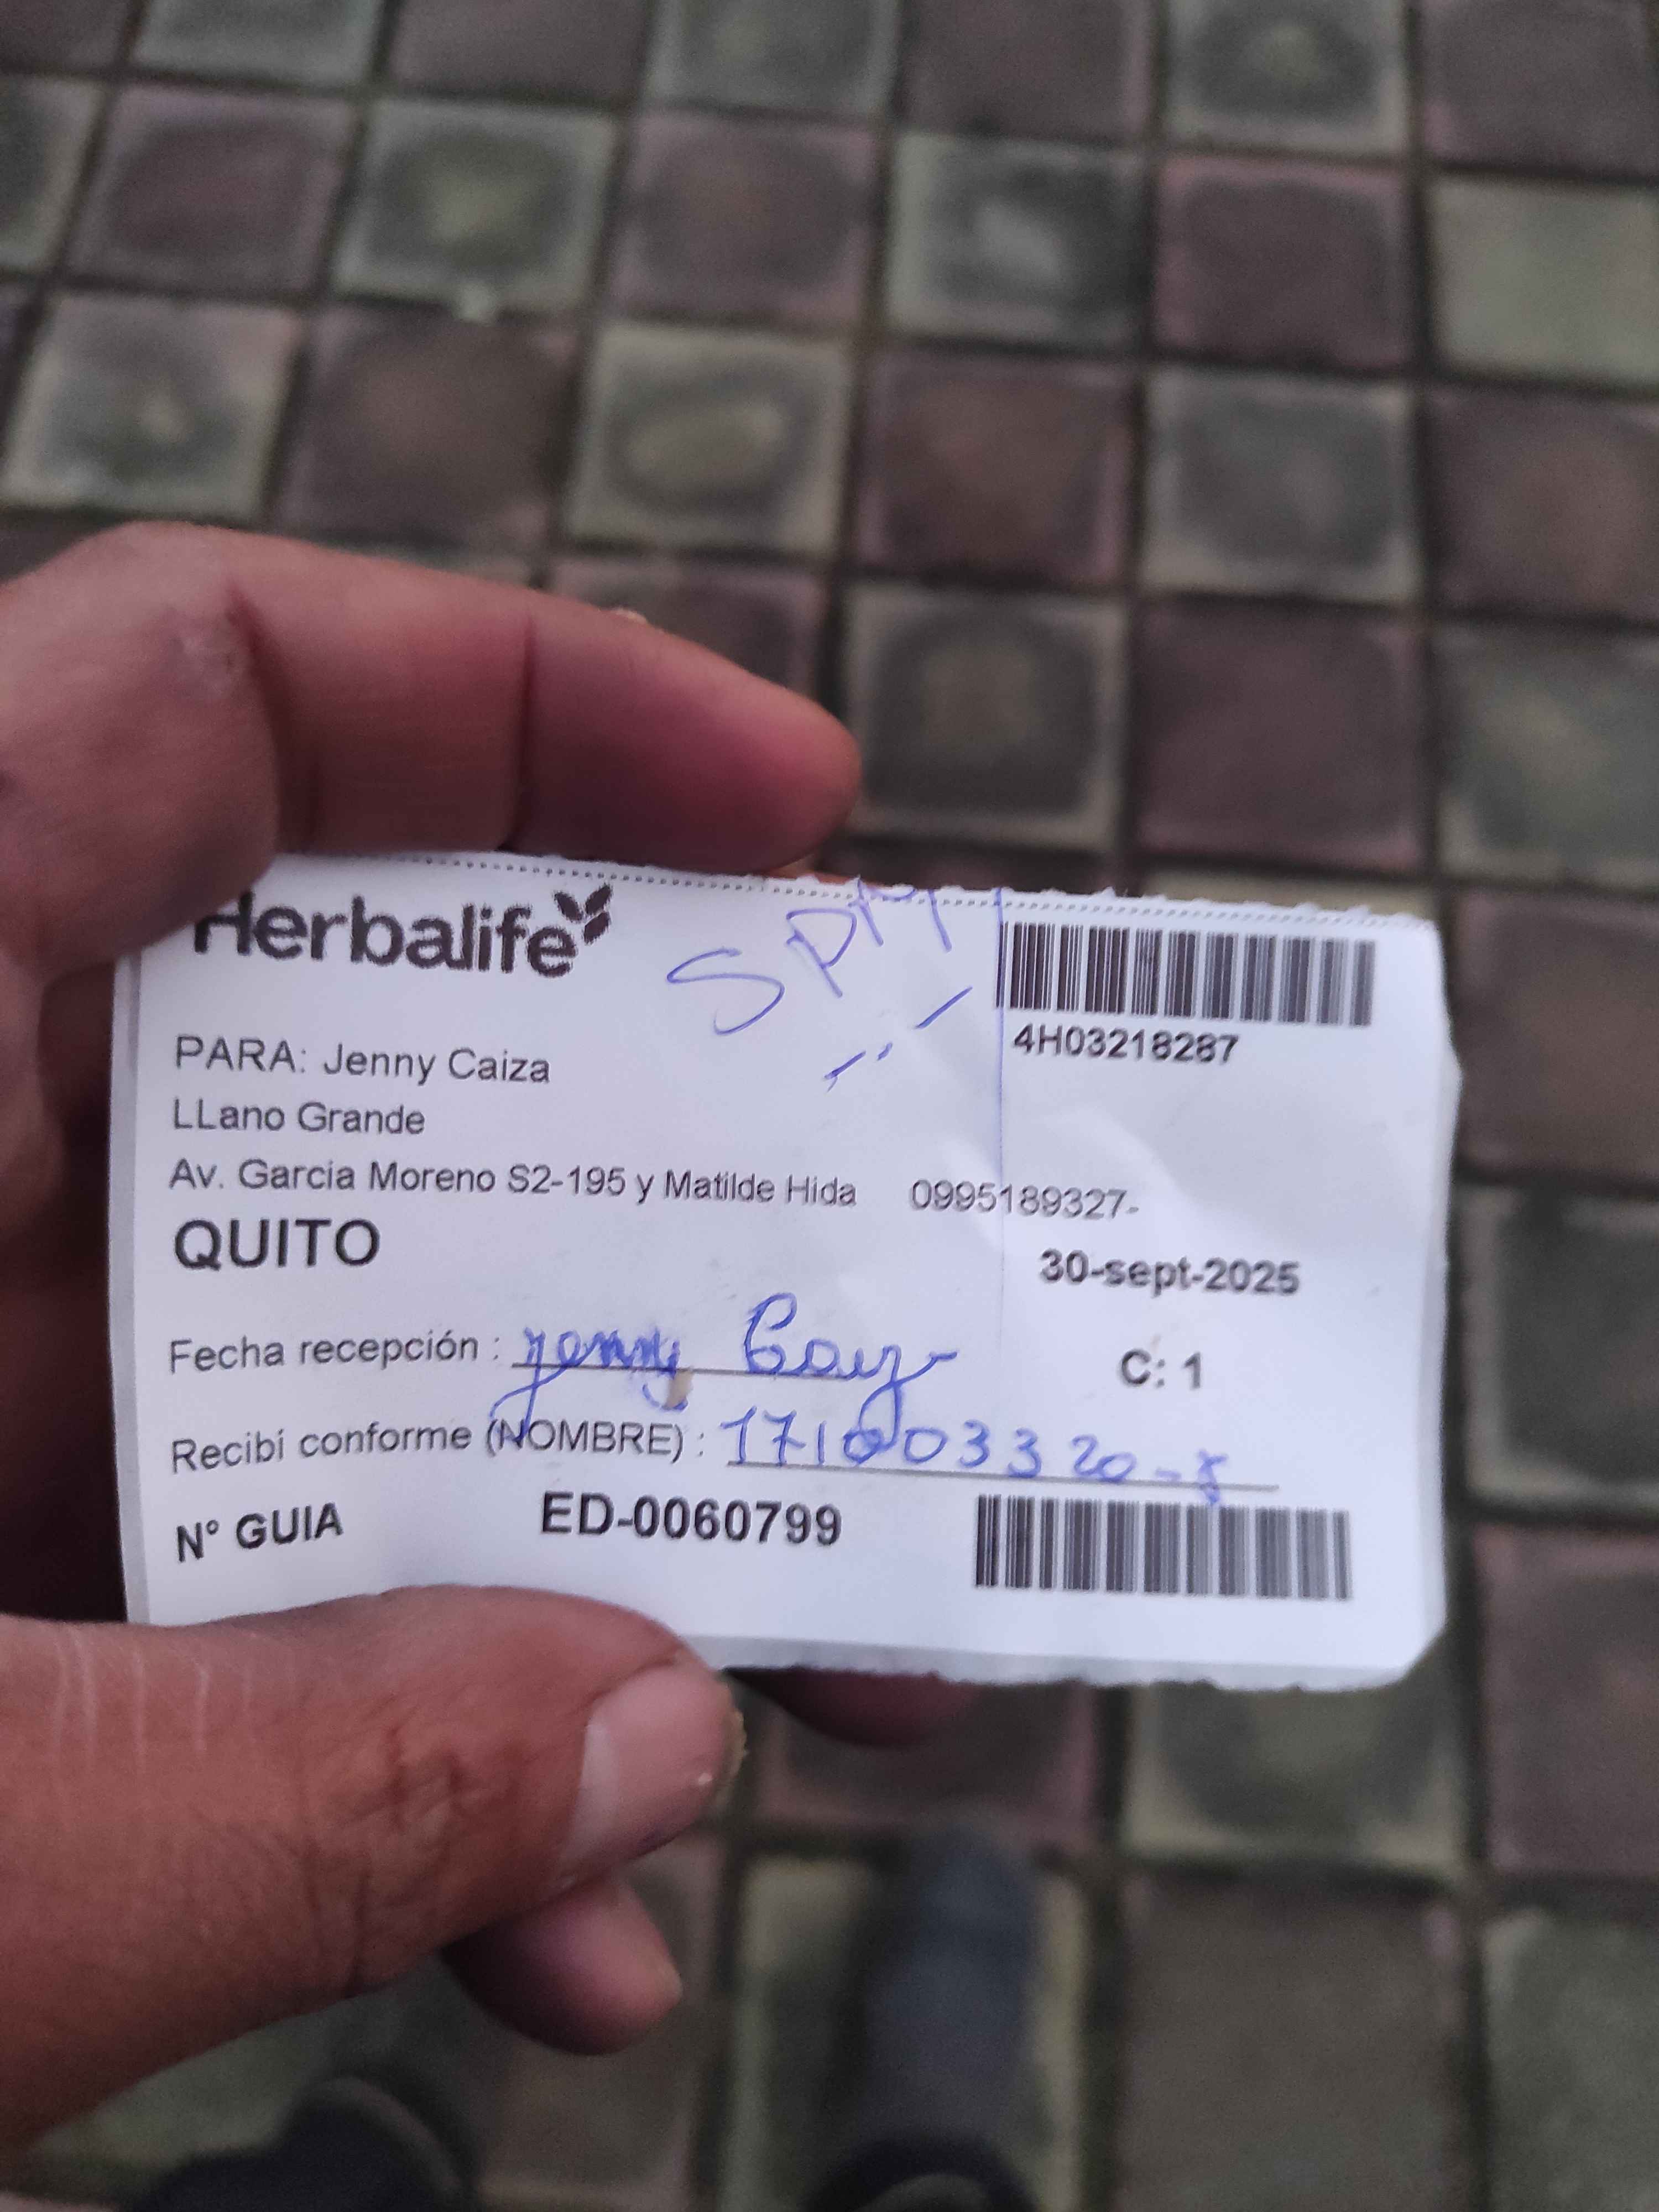 Herbalife
4H03218287
PARA: Jenny Caiza
LLano Grande
Av. Garcia Moreno S2-195 y Matilde Hida 0995189327-
QUITO
30-sept-2025
Fecha recepción : Jenny
C: 1
Recibí conforme (NOMBRE) :
N° GUIA ED-0060799